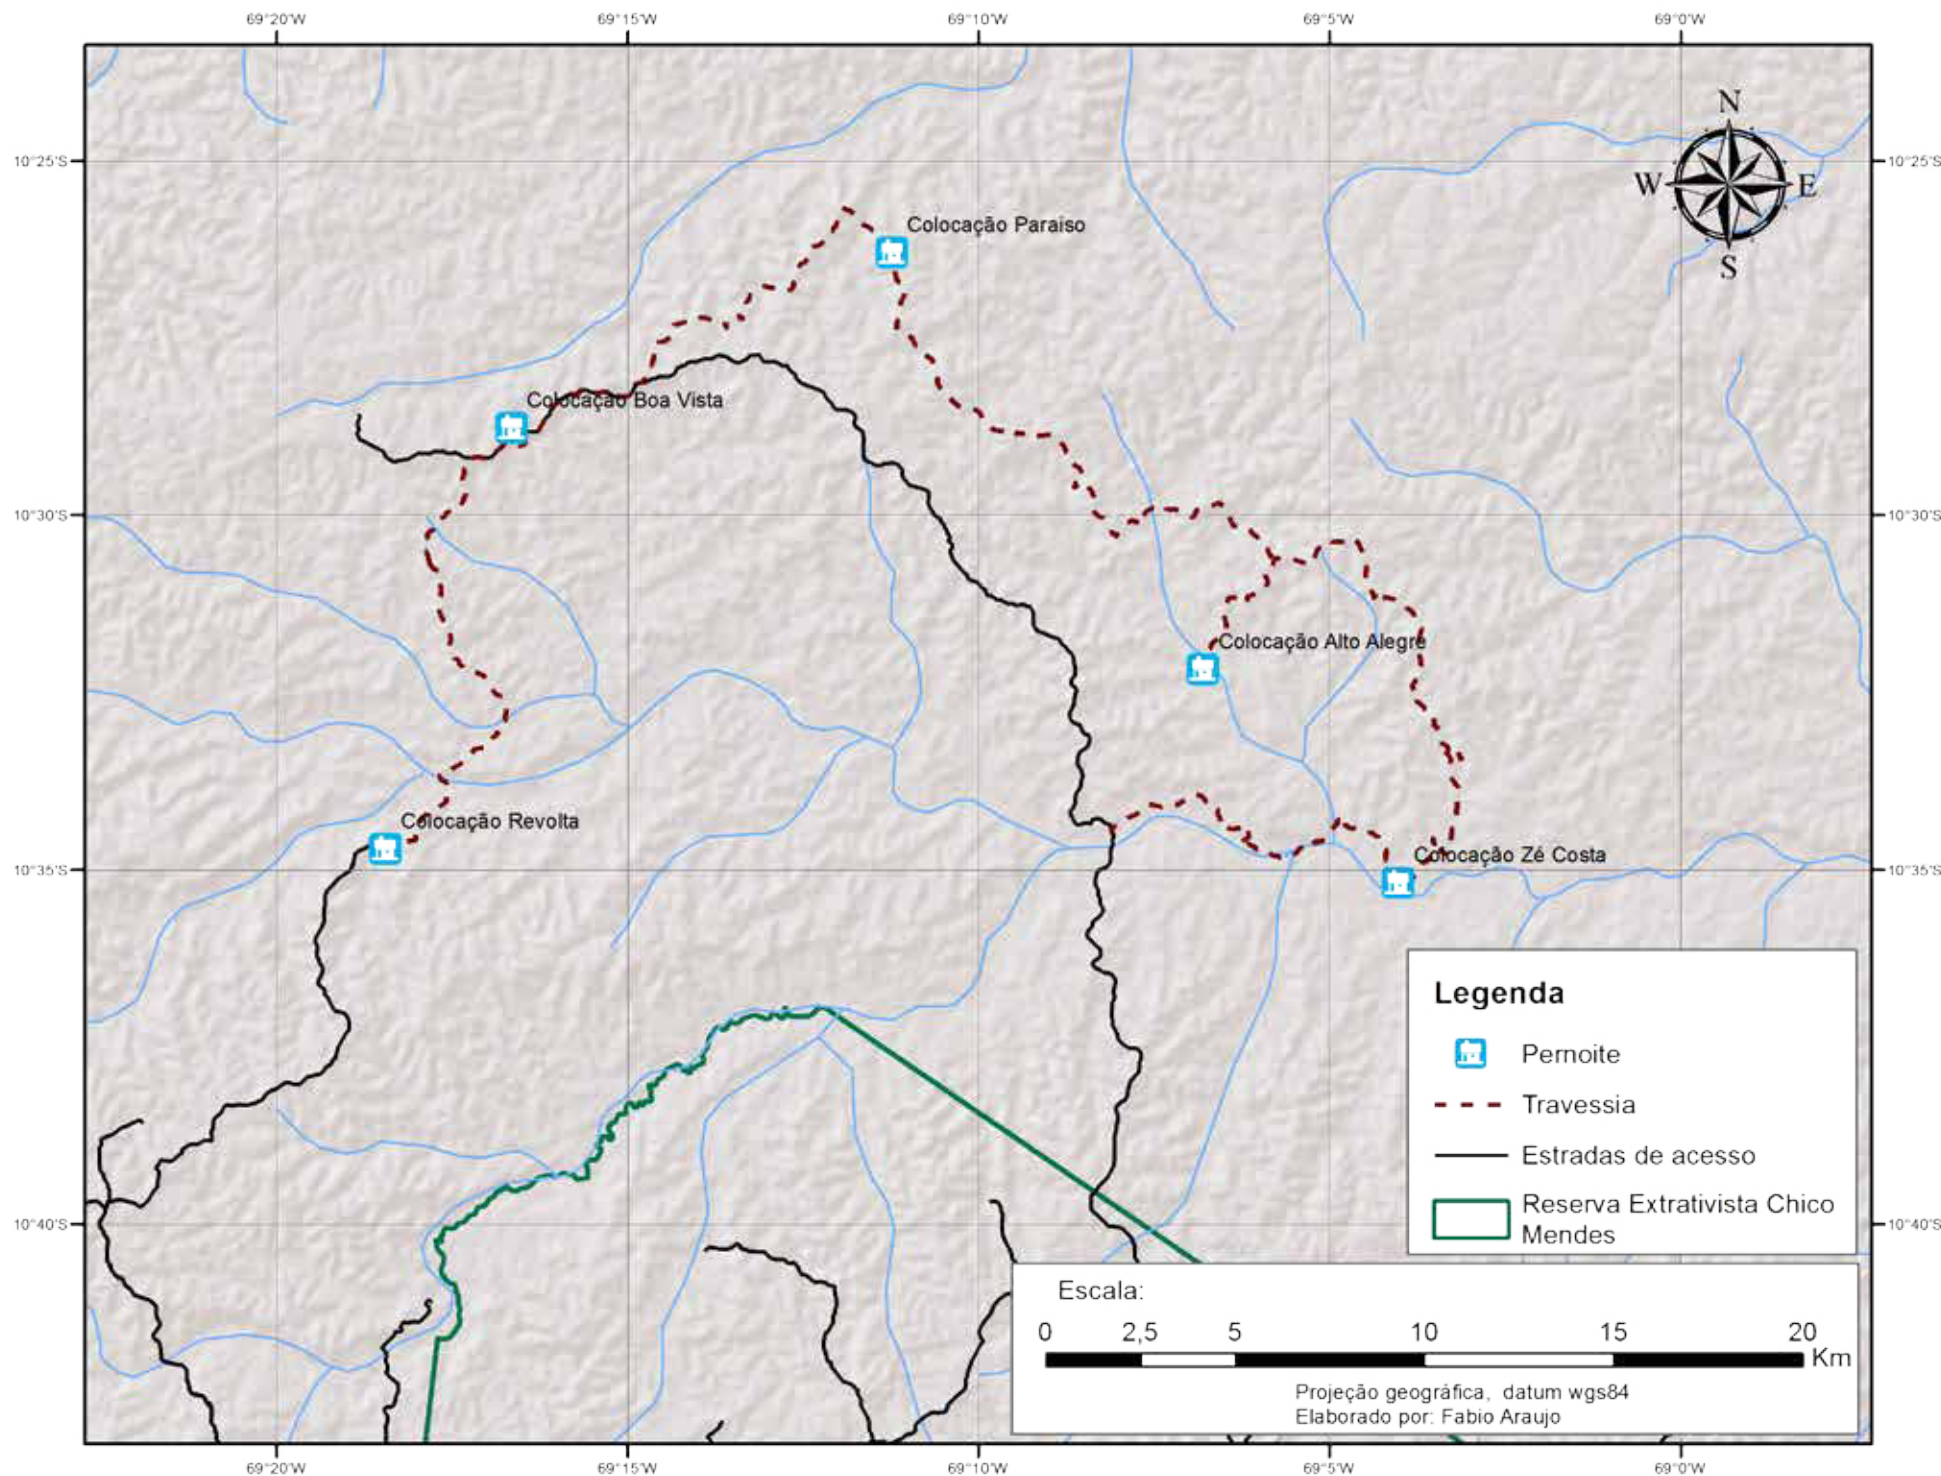 69°20'W 69°15'W 69°10'W 69°5'W 69°0'W
N
10°25'S 10°25'S
W E
S
Colocação Paraiso
Colocação Boa Vista
10°30'S 10°30'S
Colocação Alto Alegre
Colocação Revolta
Colocação Zé Costa
10°35'S 10°35'S
Legenda
Pernoite
Travessia
Estradas de acesso
Reserva Extrativista Chico
Mendes
10°40'S 10°40'S
Escala:
0 2,5 5 10 15 20
Km
Projeção geográfica, datum wgs84
Elaborado por: Fabio Araujo
69°20'W 69°15'W 69°10'W 69°5'W 69°0'W